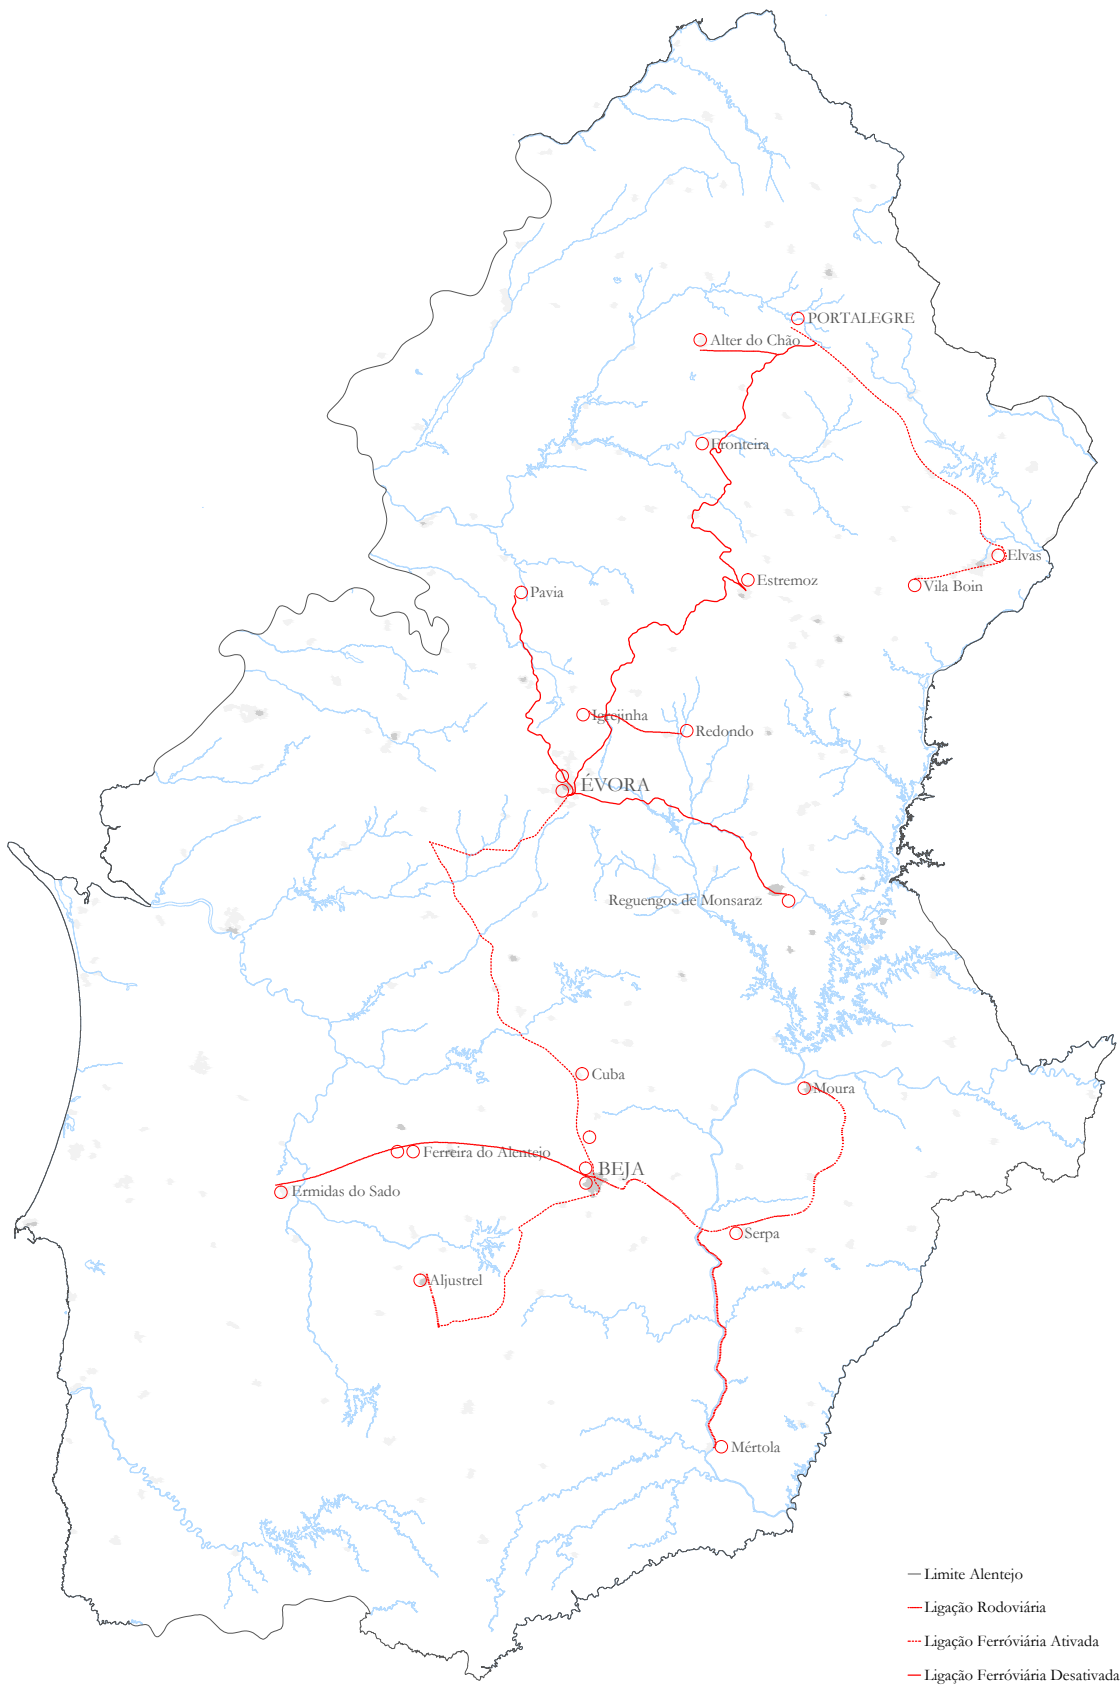 PORTALEGRE
Alter do Chão
Fronteira
Elvas
Estremoz
Vila Boin
Pavia
Igrejinha
Redondo
ÉVORA
Reguengos de Monsaraz
Cuba
Moura
Ferreira do Alentejo
BEJA
Ermidas do Sado
Serpa
Aljustrel
Mértola
Limite Alentejo
Ligação Rodoviária
Ligação Ferróviária Ativada
Ligação Ferróviária Desativada